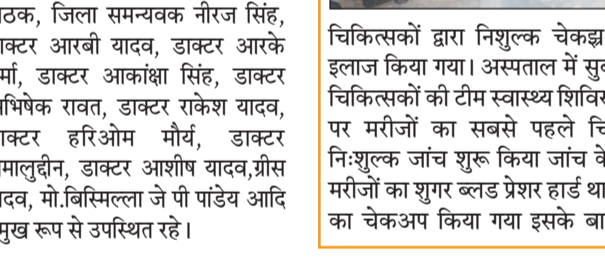 ठक, जिला समन्यवक नीरज सिंह,
क्टर आरबी यादव, डाक्टर आरके
र्मा, डाक्टर आकांक्षा सिंह, डाक्टर
भिषेक रावत, डाक्टर राकेश यादव,
क्टर हरिओम मौर्य, डाक्टर
मालुद्दीन, डाक्टर आशीष यादव,ग्रीस
दव, मो.बिस्मिल्ला जे पी पांडेय आदि
मुख रूप से उपस्थित रहे।
चिकित्सकों द्वारा निशुल्क चेकअ
इलाज किया गया। अस्पताल में सु
चिकित्सकों की टीम स्वास्थ्य शिविर
पर मरीजों का सबसे पहले चि
निःशुल्क जांच शुरू किया जांच के
मरीजों का शुगर ब्लड प्रेशर हार्ड था
का चेकअप किया गया इसके बा